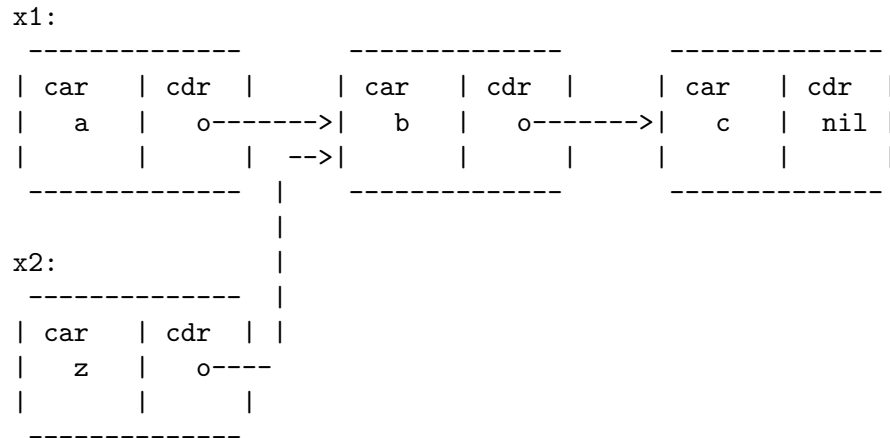 x1:
 --------------       --------------       --------------
| car   | cdr  |     | car   | cdr  |     | car   | cdr  |
|   a   |   o------->|   b   |   o------->|   c   |  nil |
|       |      |  -->|       |      |     |       |      |
 --------------  |    --------------       --------------
                 |
x2:              |
 --------------  |
| car   | cdr  | |
|   z   |   o----
|       |      |
 --------------